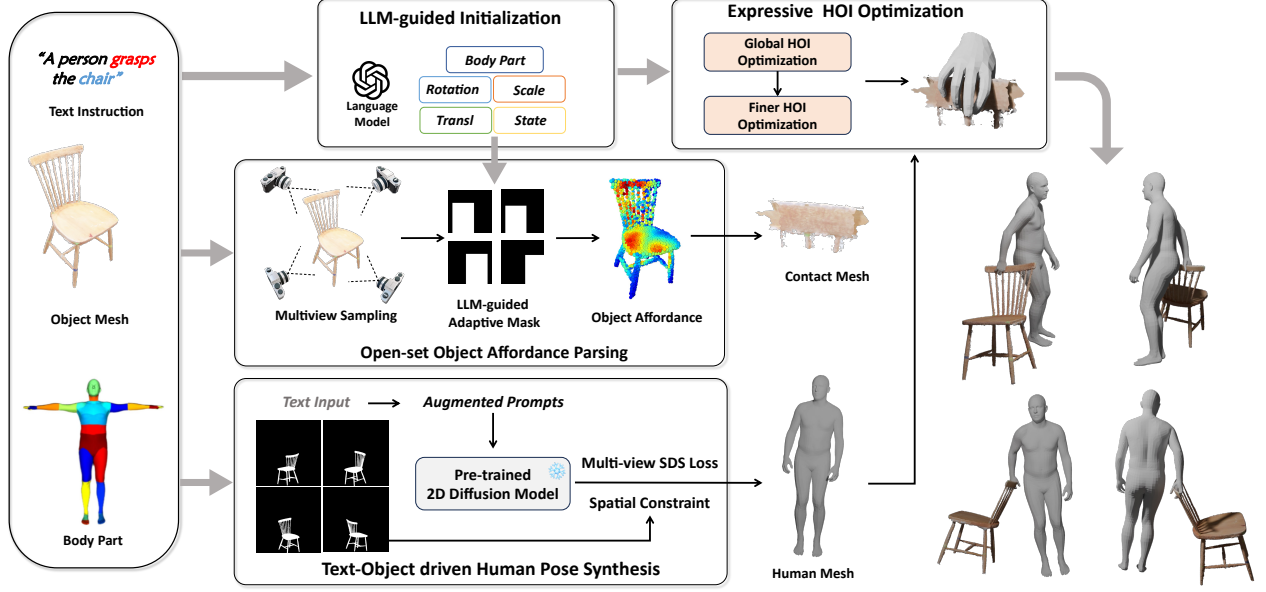 "A person grasps
the chair"
Text Instruction
Object Mesh
Body Part
LLM-guided Initialization
Language
Model
Body Part
Rotation
Scale
Transl
State
Expressive HOI Optimization
Global HOI
Optimization
Finer HOI
Optimization
Multiview Sampling
LLM-guided
Adaptive Mask
Object Affordance
Open-set Object Affordance Parsing
Contact Mesh
Text Input
Augmented Prompts
Pre-trained
2D Diffusion Model
Multi-view SDS Loss
Spatial Constraint
Text-Object driven Human Pose Synthesis
Human Mesh